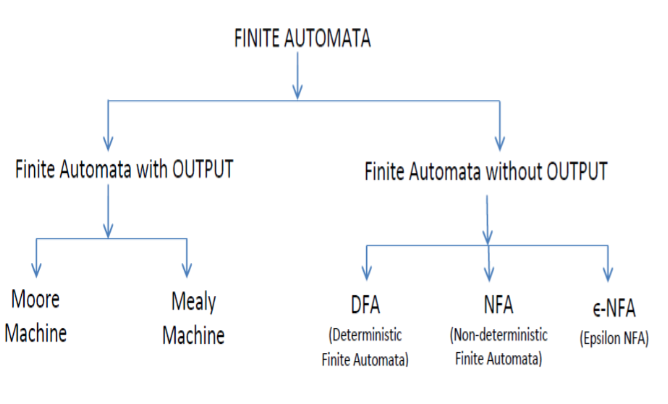 FINITE AUTOMATA
Finite Automata with OUTPUT
Finite Automata without OUTPUT
Moore
Machine
Mealy
Machine
DFA
(Deterministic
Finite Automata)
NFA
(Non-deterministic
Finite Automata)
ϵ-NFA
(Epsilon NFA)